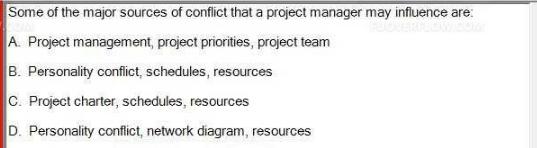 Some of the major sources of conflict that a project manager may influence are:
A. Project management, project priorities, project team
B. Personality conflict, schedules, resources
C. Project charter, schedules, resources
D. Personality conflict, network diagram, resources